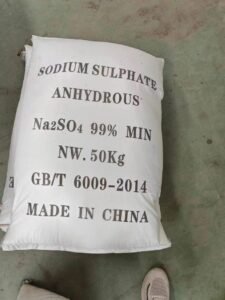 SODIUM SULPHATE
ANHYDROUS
Na2SO4 99% MIN
NW. 50Kg
GB/T 6009-2014
MADE IN CHINA